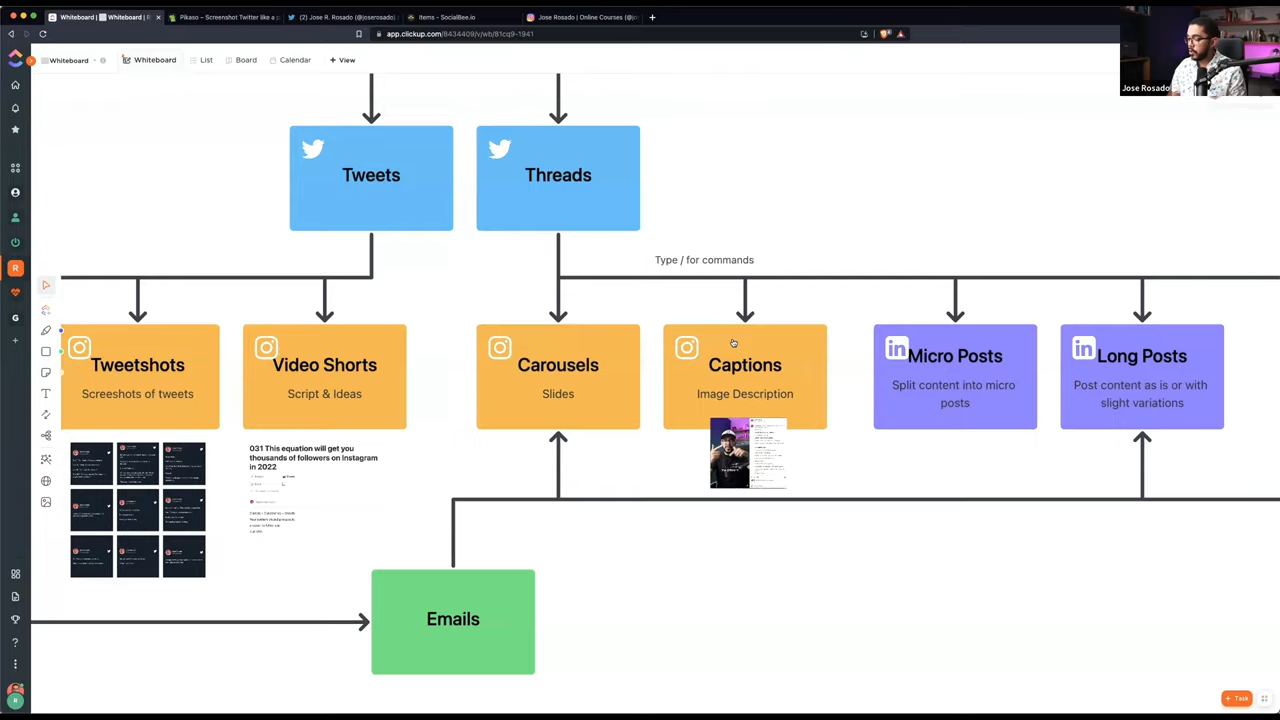 Whiteboard | Whiteboard | R
Pikaso – Screenshot Twitter like a p
(2) Jose R. Rosado (@joserosado)
Items - SocialBee.io
Jose Rosado | Online Courses (@jo
app.clickup.com/8434409/v/wb/81cq9-1941
Jose Rosado
Whiteboard
Whiteboard
List
Board
Calendar
+ View
Tweets
Threads
Type / for commands
Tweetshots
Screeshots of tweets
Video Shorts
Script & Ideas
Carousels
Slides
Captions
Image Description
Micro Posts
Split content into micro
posts
Long Posts
Post content as is or with
slight variations
031 This equation will get you
thousands of followers on Instagram
in 2022
Emails
R
G
R
+ Task